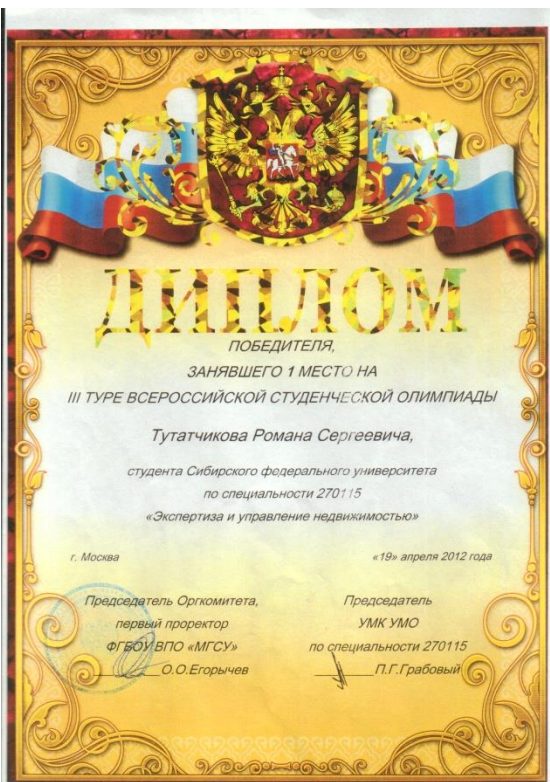 ДИПЛОМ
ПОБЕДИТЕЛЯ,
ЗАНЯВШЕГО 1 МЕСТО НА
III ТУРЕ ВСЕРОССИЙСКОЙ СТУДЕНЧЕСКОЙ ОЛИМПИАДЫ
Тутатчикова Романа Сергеевича,
студента Сибирского федерального университета
по специальности 270115
«Экспертиза и управление недвижимостью»
г. Москва «19» апреля 2012 года
Председатель Оргкомитета,
первый проректор
ФГБОУ ВПО «МГСУ»
О.О.Егорычев
Председатель
УМК УМО
по специальности 270115
П.Г.Грабовый